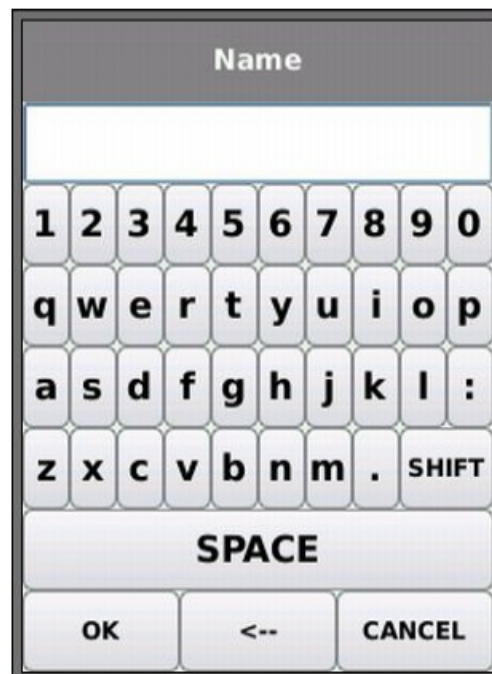 Name
1 2 3 4 5 6 7 8 9 0
q w e r t y u i o p
a s d f g h j k l :
z x c v b n m . SHIFT
SPACE
OK <-- CANCEL